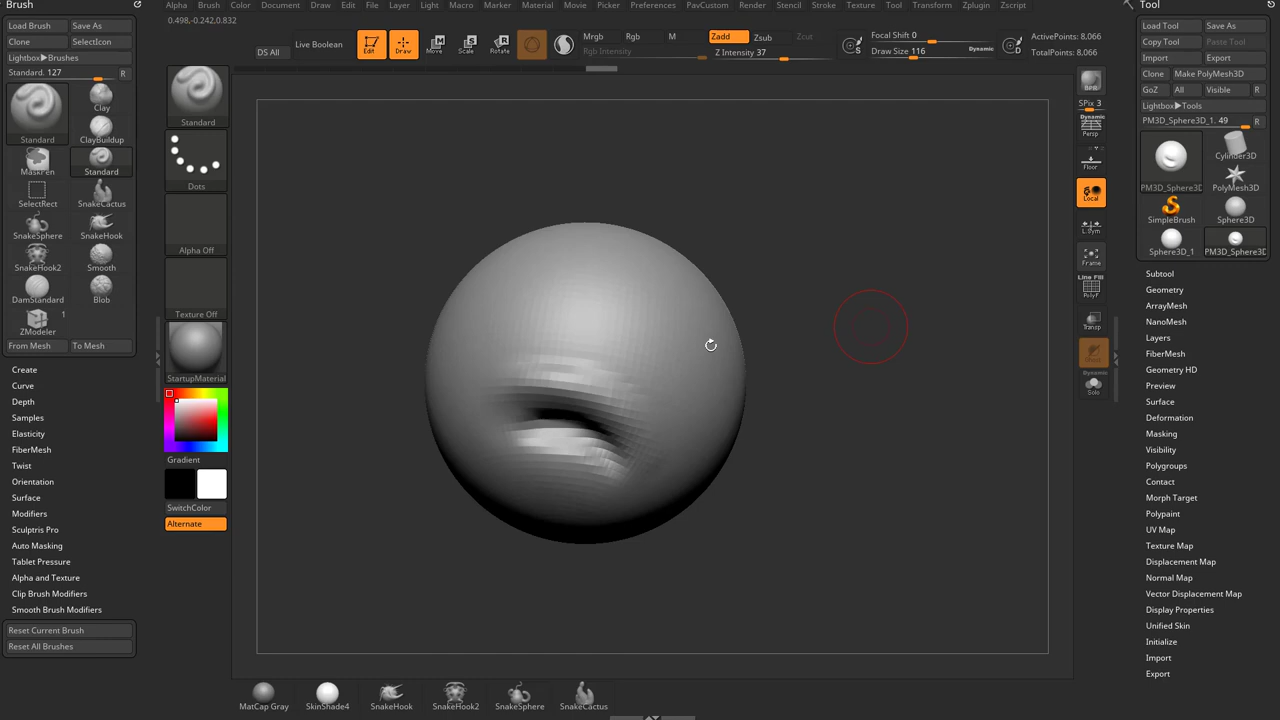 Brush
Alpha Brush Color Document Draw Edit File Layer Light Macro Marker Material Movie Picker Preferences PavCustom Render Stencil Stroke Texture Tool Transform Zplugin Zscript
Tool
0.498,-0.242,0.832
Load Brush Save As
Clone SelectIcon
Lightbox▶Brushes
Standard. 127 R
Standard
Clay
ClayBuildup
MaskPen
Standard
SelectRect
SnakeCactus
SnakeSphere
SnakeHook
SnakeHook2
Smooth
DamStandard
Blob
ZModeler
1
From Mesh To Mesh
Create
Curve
Depth
Samples
Elasticity
FiberMesh
Twist
Orientation
Surface
Modifiers
Sculptris Pro
Auto Masking
Tablet Pressure
Alpha and Texture
Clip Brush Modifiers
Smooth Brush Modifiers
Reset Current Brush
Reset All Brushes
DS All
Live Boolean
Edit
Draw
Move
Scale
Rotate
Mrgb Rgb M
Rgb Intensity
Zadd Zsub Zcut
Z Intensity 37
S
Focal Shift 0
Draw Size 116
Dynamic
D
ActivePoints: 8,066
TotalPoints: 8,066
Standard
Dots
Alpha Off
Texture Off
StartupMaterial
Gradient
SwitchColor
Alternate
MatCap Gray
SkinShade4
SnakeHook
SnakeHook2
SnakeSphere
SnakeCactus
BPR
SPix 3
Dynamic
Persp
Floor
Local
L.Sym
Frame
Line Fill
PolyF
Transp
Dynamic
Solo
Load Tool Save As
Copy Tool Paste Tool
Import Export
Clone Make PolyMesh3D
GoZ All Visible R
Lightbox▶Tools
PM3D_Sphere3D_1. 49 R
PM3D_Sphere3D
Cylinder3D
PolyMesh3D
SimpleBrush
Sphere3D
Sphere3D_1
PM3D_Sphere3D
Subtool
Geometry
ArrayMesh
NanoMesh
Layers
FiberMesh
Geometry HD
Preview
Surface
Deformation
Masking
Visibility
Polygroups
Contact
Morph Target
Polypaint
UV Map
Texture Map
Displacement Map
Normal Map
Vector Displacement Map
Display Properties
Unified Skin
Initialize
Import
Export